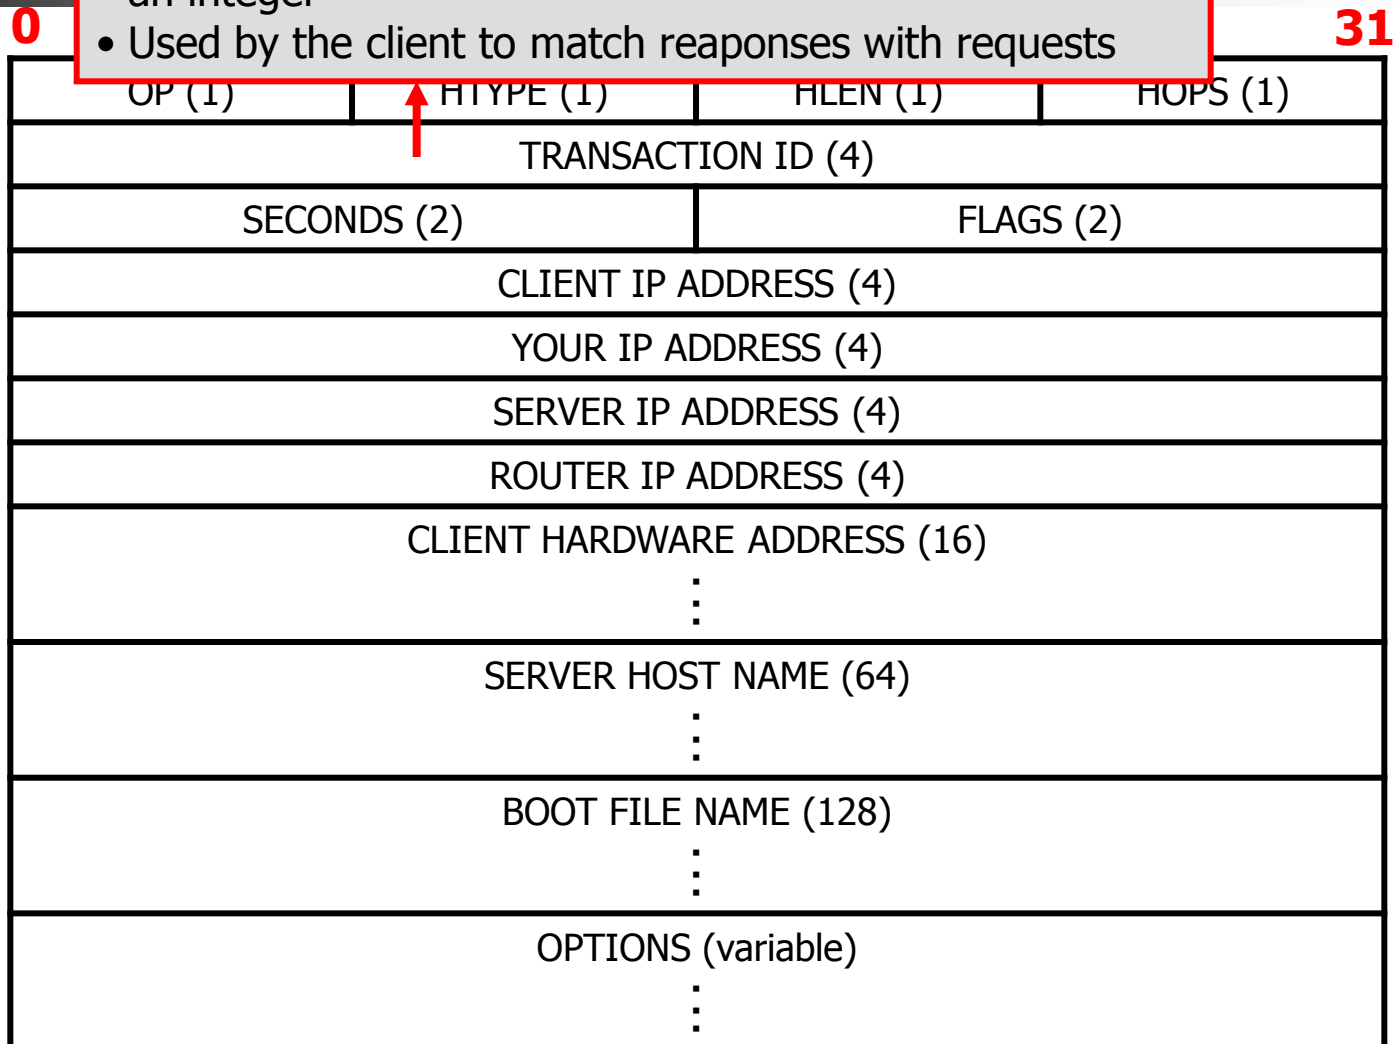 an integer
0
• Used by the client to match reaponses with requests
31
OP (1) HTYPE (1) HLEN (1) HOPS (1)
TRANSACTION ID (4)
SECONDS (2) FLAGS (2)
CLIENT IP ADDRESS (4)
YOUR IP ADDRESS (4)
SERVER IP ADDRESS (4)
ROUTER IP ADDRESS (4)
CLIENT HARDWARE ADDRESS (16)
SERVER HOST NAME (64)
BOOT FILE NAME (128)
OPTIONS (variable)